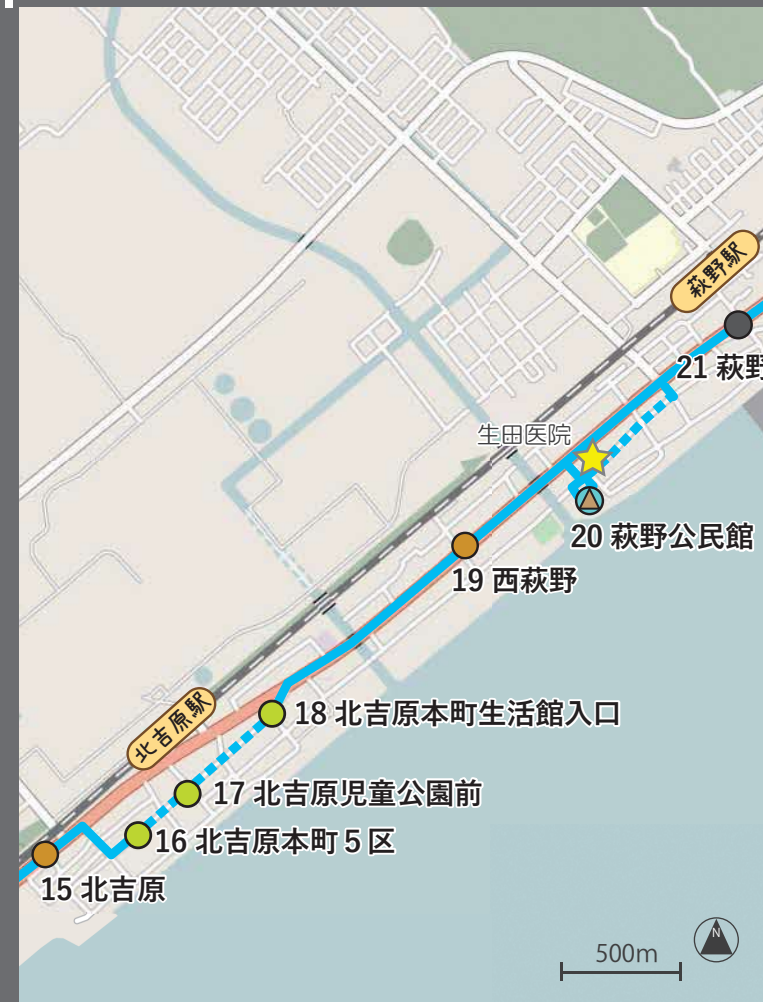 萩野駅
21 萩野
生田医院
20 萩野公民館
19 西萩野
北吉原駅
18 北吉原本町生活館入口
17 北吉原児童公園前
16 北吉原本町5区
15 北吉原
N
500m